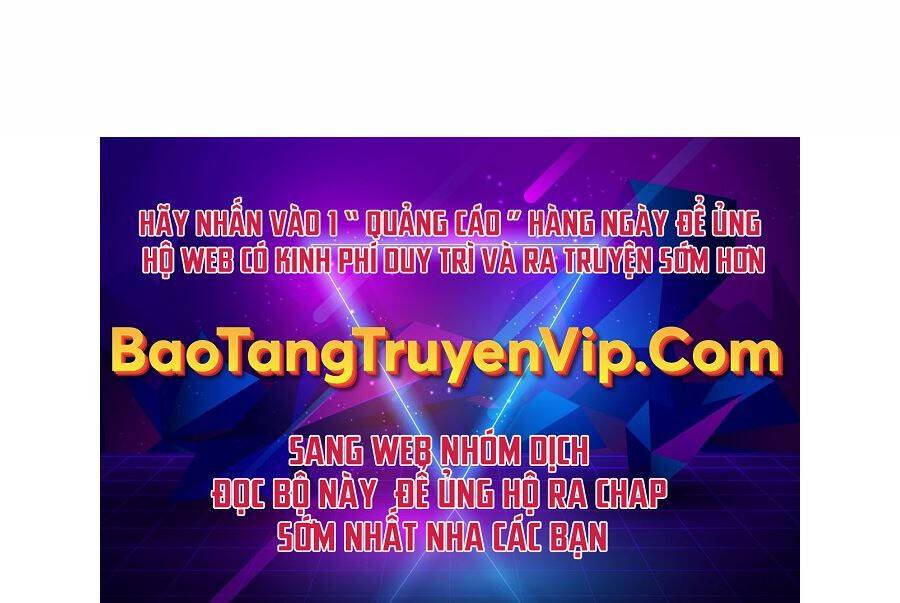 HÃY NHẤN VÀO 1 “ QUẢNG CÁO ” HÀNG NGÀY ĐỂ ỦNG
HỘ WEB CÓ KINH PHÍ DUY TRÌ VÀ RA TRUYỆN SỚM HƠN
BaoTangTruyenVip.Com
SANG WEB NHÓM DỊCH
ĐỌC BỘ NÀY ĐỂ ỦNG HỘ RA CHAP
SỚM NHẤT NHA CÁC BẠN